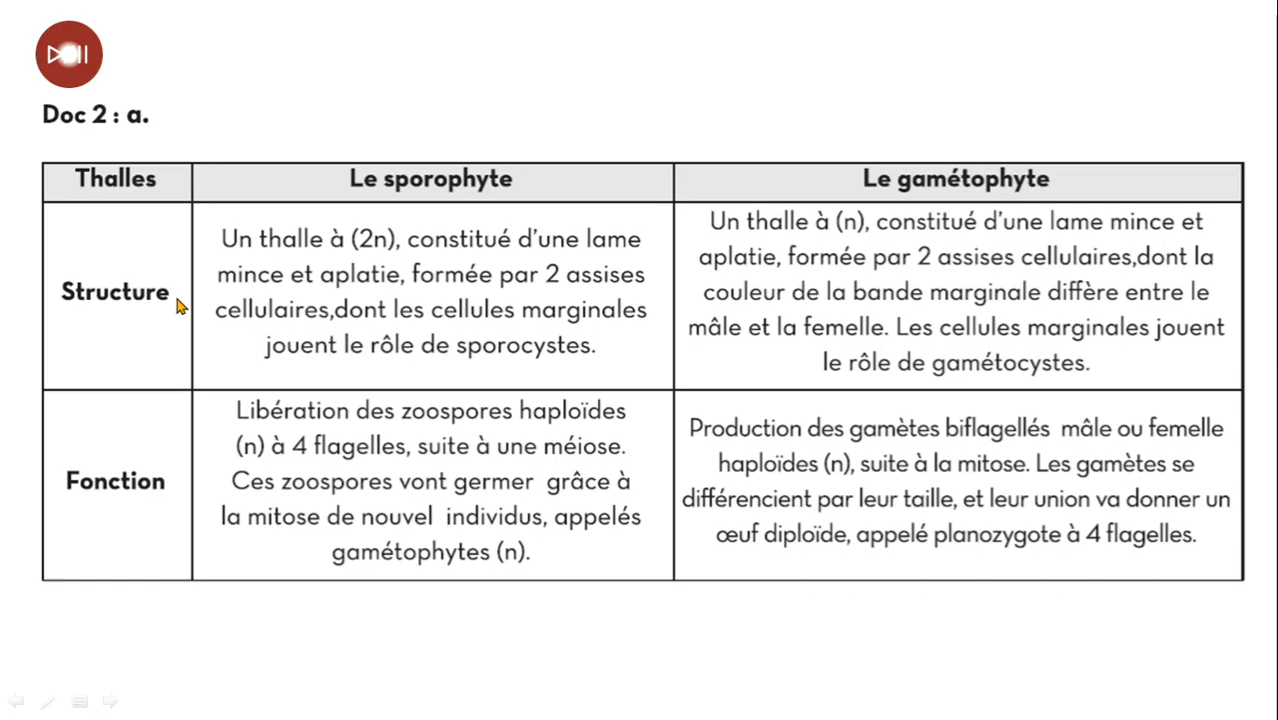 Doc 2 : a.
Thalles
Le sporophyte
Le gamétophyte
Structure
Un thalle à (2n), constitué d'une lame
mince et aplatie, formée par 2 assises
cellulaires,dont les cellules marginales
jouent le rôle de sporocystes.
Un thalle à (n), constitué d'une lame mince et
aplatie, formée par 2 assises cellulaires,dont la
couleur de la bande marginale diffère entre le
mâle et la femelle. Les cellules marginales jouent
le rôle de gamétocystes.
Fonction
Libération des zoospores haploïdes
(n) à 4 flagelles, suite à une méiose.
Ces zoospores vont germer grâce à
la mitose de nouvel individus, appelés
gamétophytes (n).
Production des gamètes biflagellés mâle ou femelle
haploïdes (n), suite à la mitose. Les gamètes se
différencient par leur taille, et leur union va donner un
œuf diploïde, appelé planozygote à 4 flagelles.